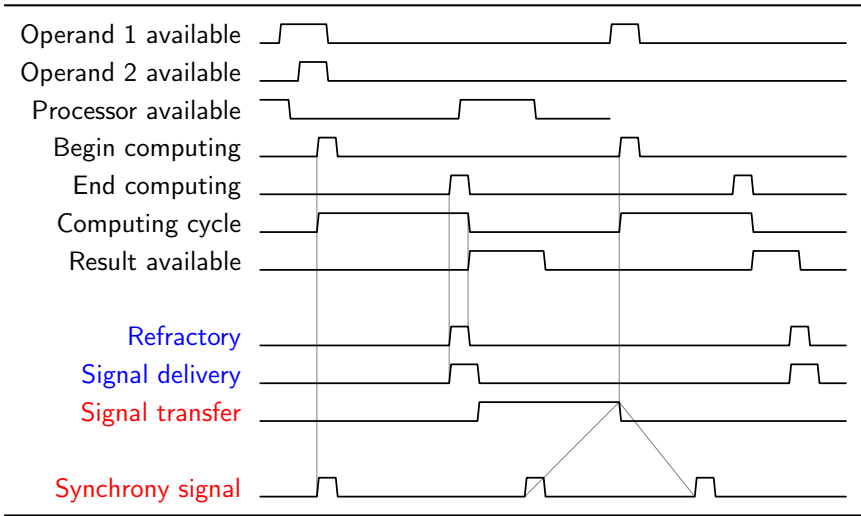 Operand 1 available
Operand 2 available
Processor available
Begin computing
End computing
Computing cycle
Result available
Refractory
Signal delivery
Signal transfer
Synchrony signal